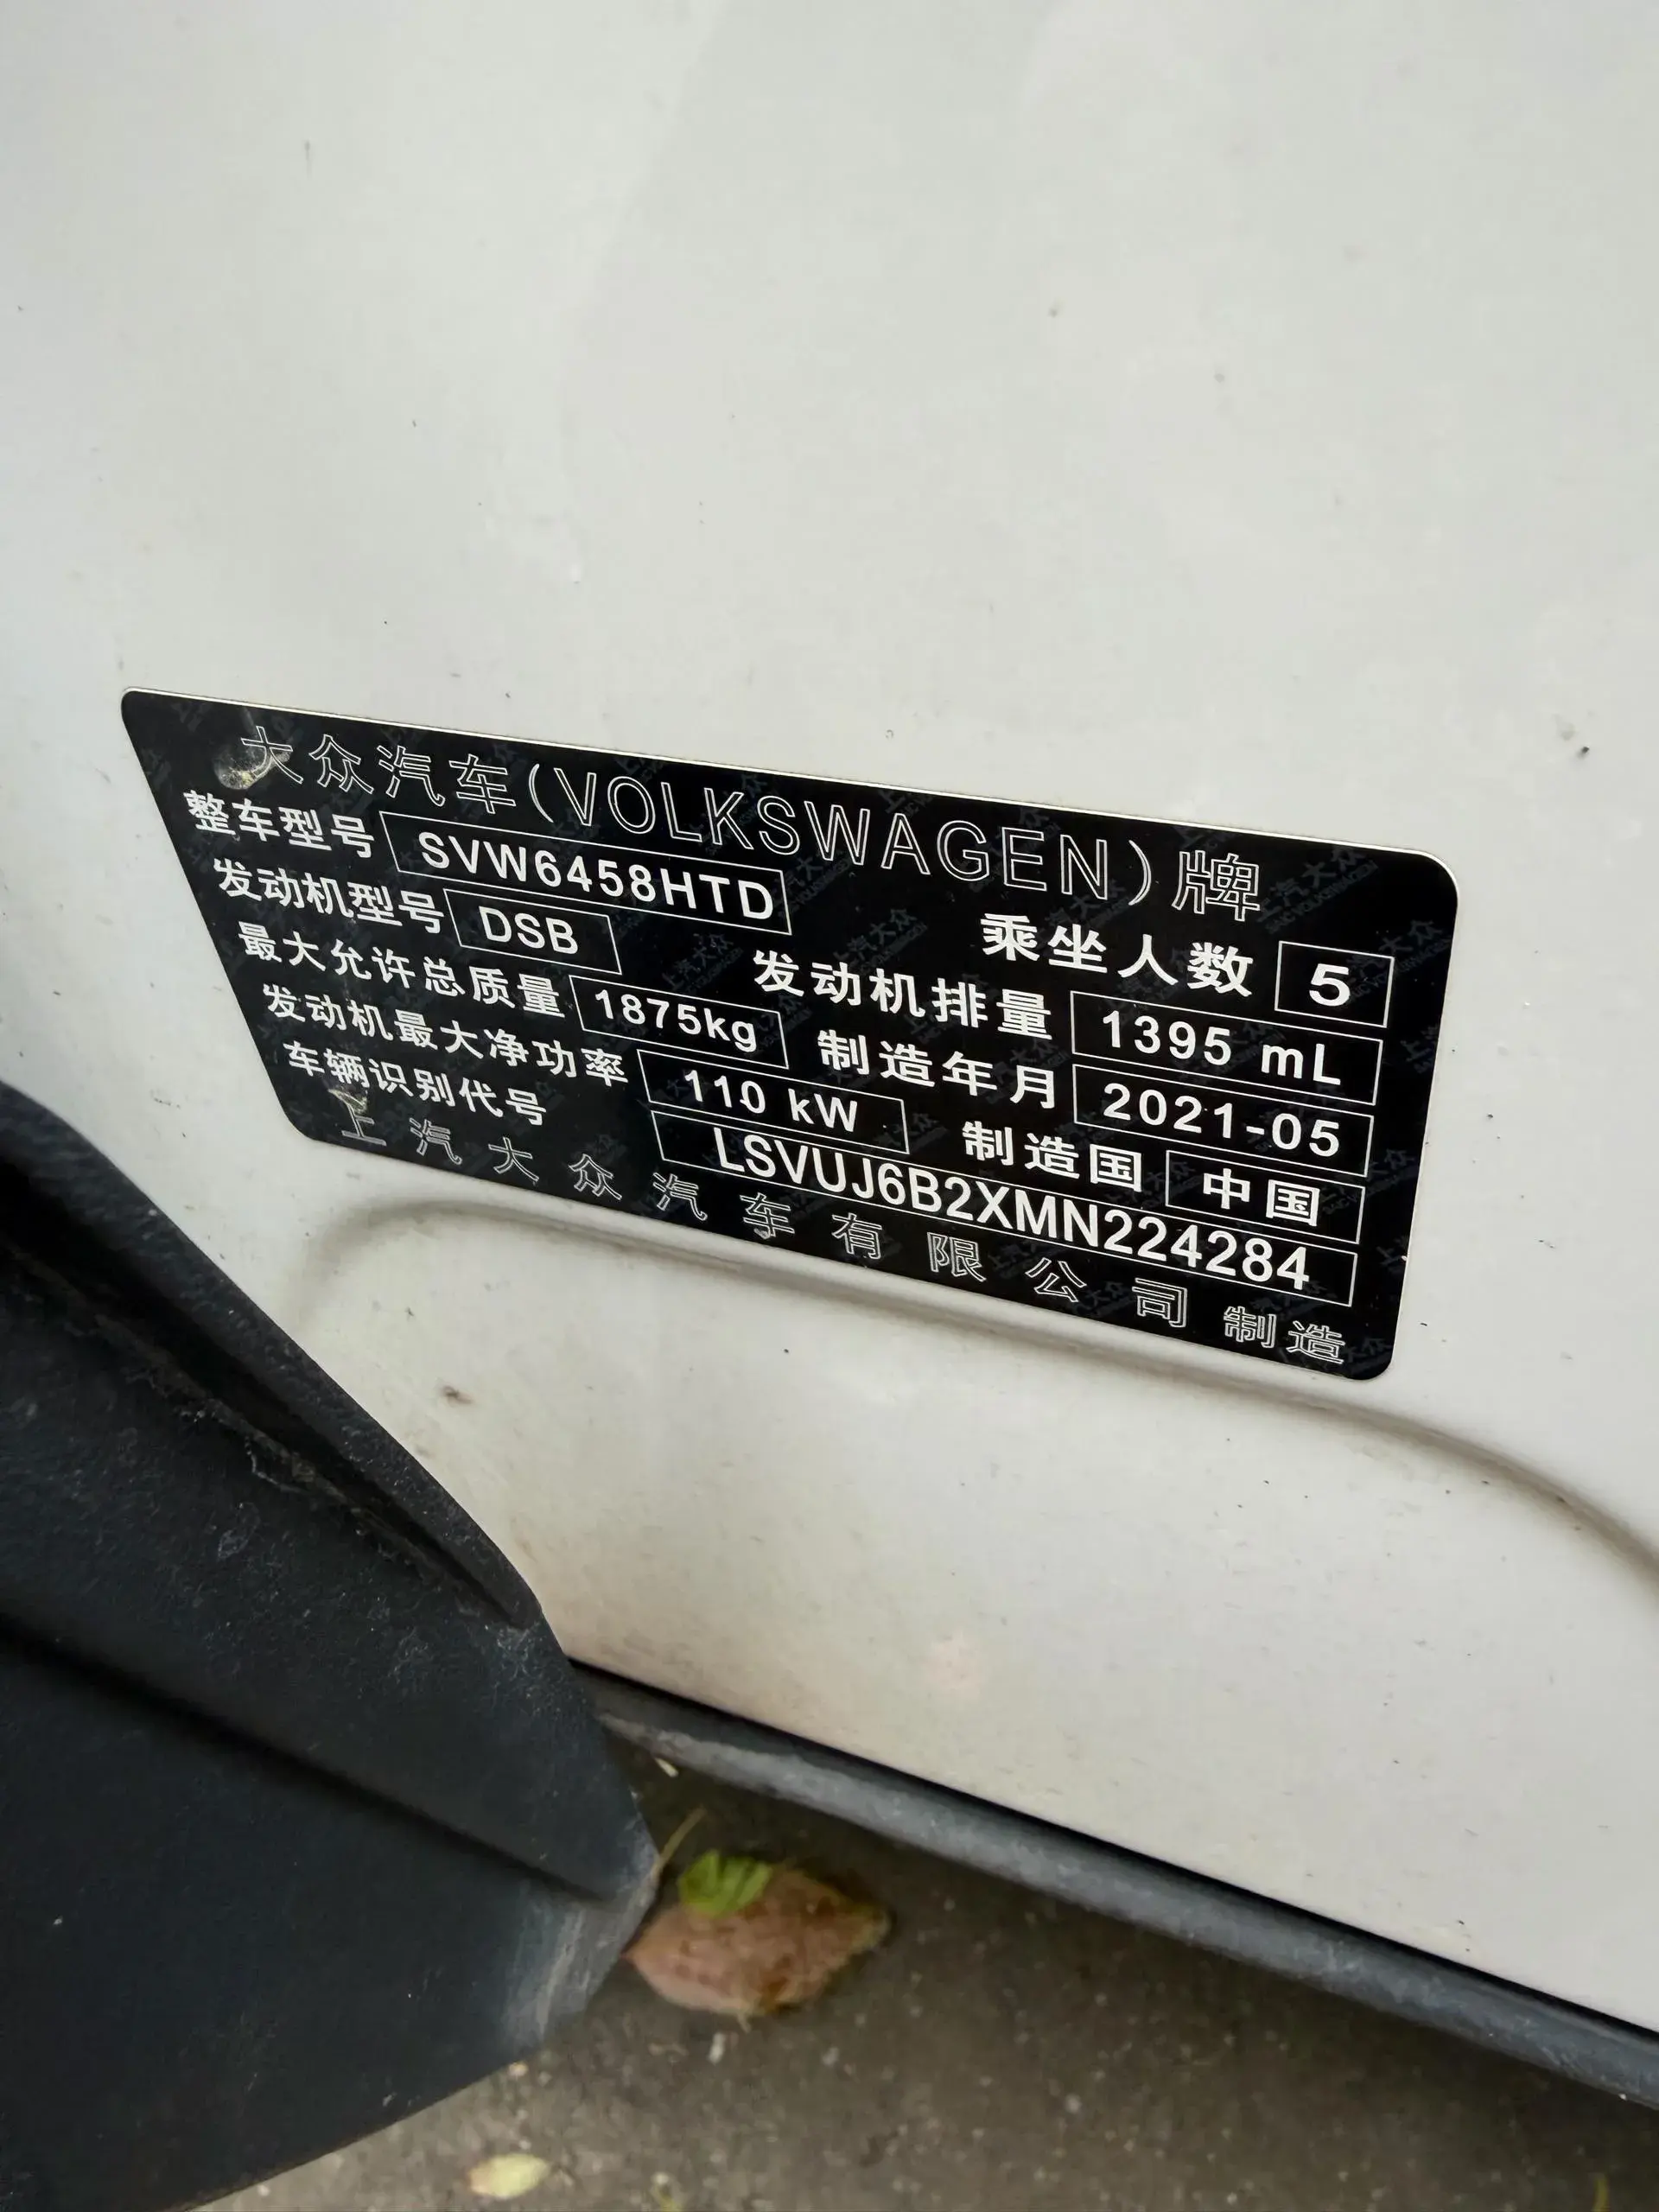 大众汽车(VOLKSWAGEN)牌
整车型号 SVW6458HTD 乘坐人数 5
发动机型号 DSB 发动机排量 1395 mL
最大允许总质量 1875kg 制造年月 2021-05
发动机最大净功率 110 kW 制造国 中国
车辆识别代号 LSVUJ6B2XMN224284
上汽大众汽车有限公司制造